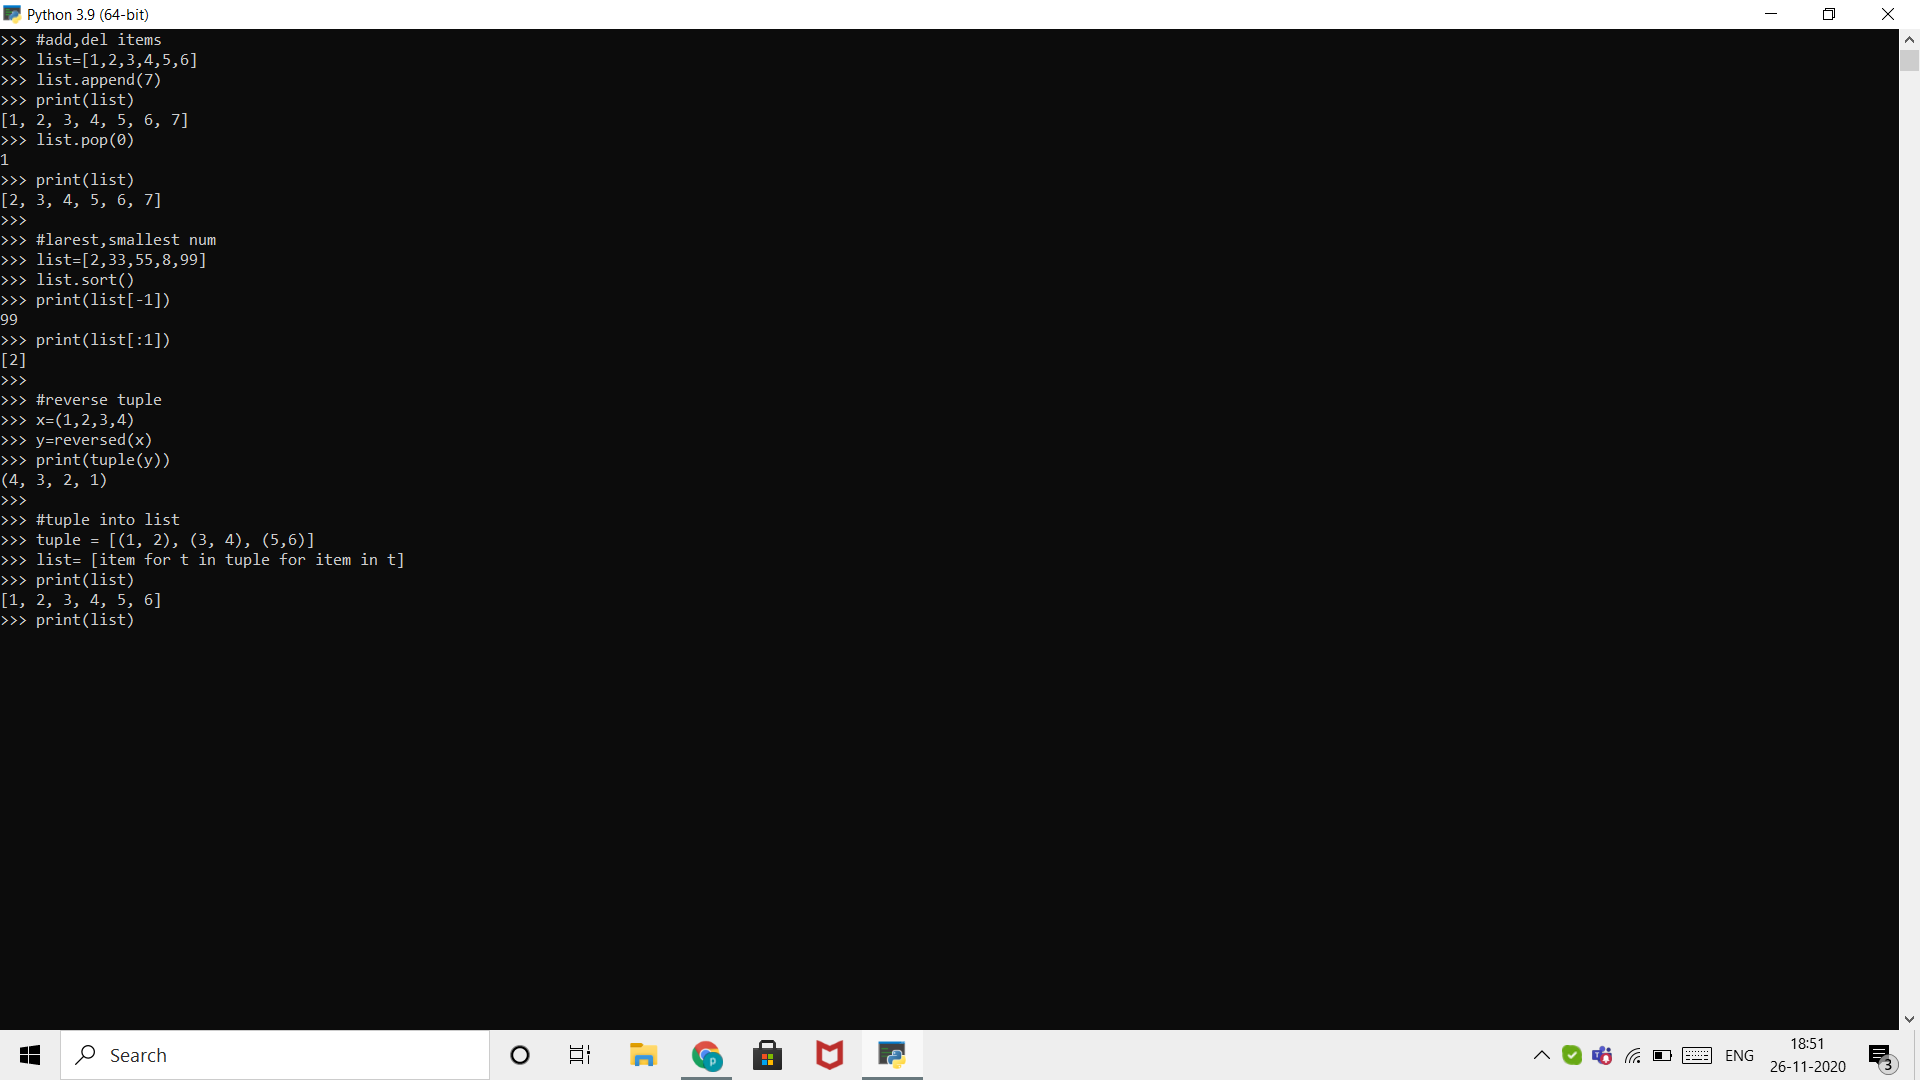 Python 3.9 (64-bit)
>>> #add,del items
>>> list=[1,2,3,4,5,6]
>>> list.append(7)
>>> print(list)
[1, 2, 3, 4, 5, 6, 7]
>>> list.pop(0)
1
>>> print(list)
[2, 3, 4, 5, 6, 7]
>>>
>>> #larest,smallest num
>>> list=[2,33,55,8,99]
>>> list.sort()
>>> print(list[-1])
99
>>> print(list[:1])
[2]
>>>
>>> #reverse tuple
>>> x=(1,2,3,4)
>>> y=reversed(x)
>>> print(tuple(y))
(4, 3, 2, 1)
>>>
>>> #tuple into list
>>> tuple = [(1, 2), (3, 4), (5,6)]
>>> list= [item for t in tuple for item in t]
>>> print(list)
[1, 2, 3, 4, 5, 6]
>>> print(list)
Search
p
ENG
18:51
26-11-2020
3